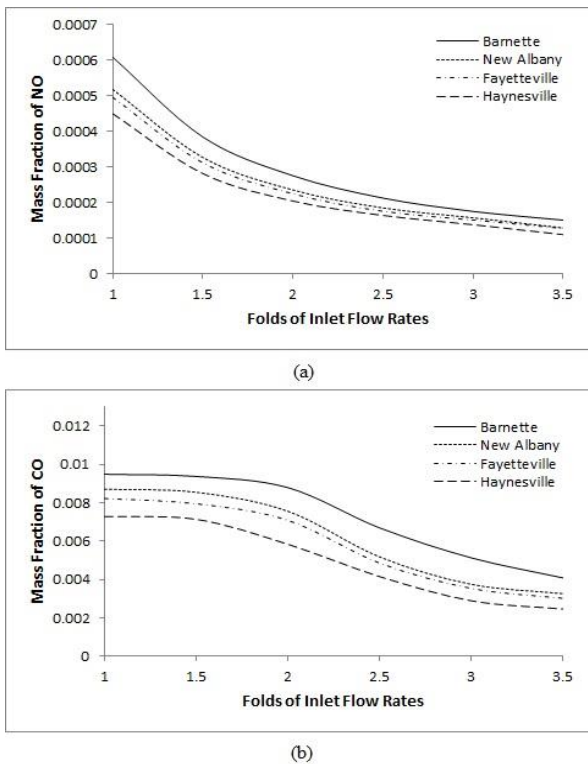 0.0007
0.0006
0.0005
0.0004
0.0003
0.0002
0.0001
0
Mass Fraction of NO
Barnette
New Albany
Fayetteville
Haynesville
1 1.5 2 2.5 3 3.5
Folds of Inlet Flow Rates
(a)
0.012
0.01
0.008
0.006
0.004
0.002
0
Mass Fraction of CO
Barnette
New Albany
Fayetteville
Haynesville
1 1.5 2 2.5 3 3.5
Folds of Inlet Flow Rates
(b)